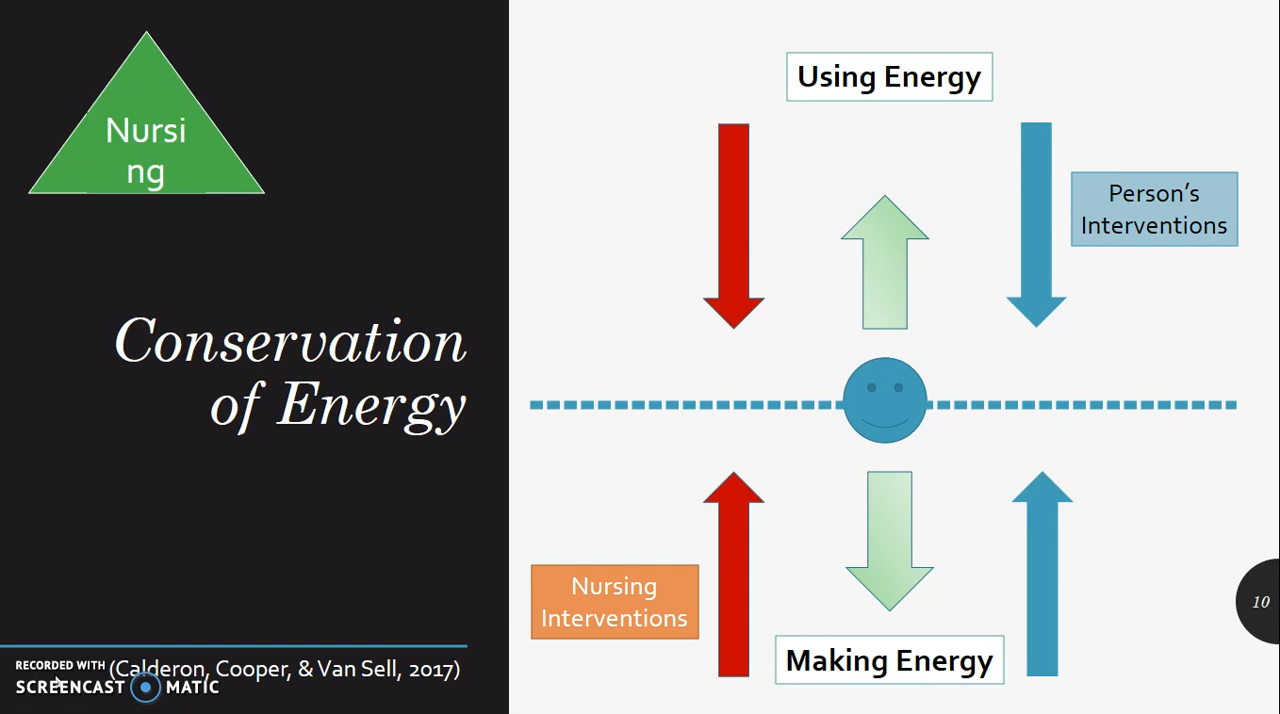 Nursi
ng
Conservation
of Energy
(Calderon, Cooper, & Van Sell, 2017)
RECORDED WITH
SCREENCAST MATIC
Using Energy
Person's
Interventions
Nursing
Interventions
Making Energy
10